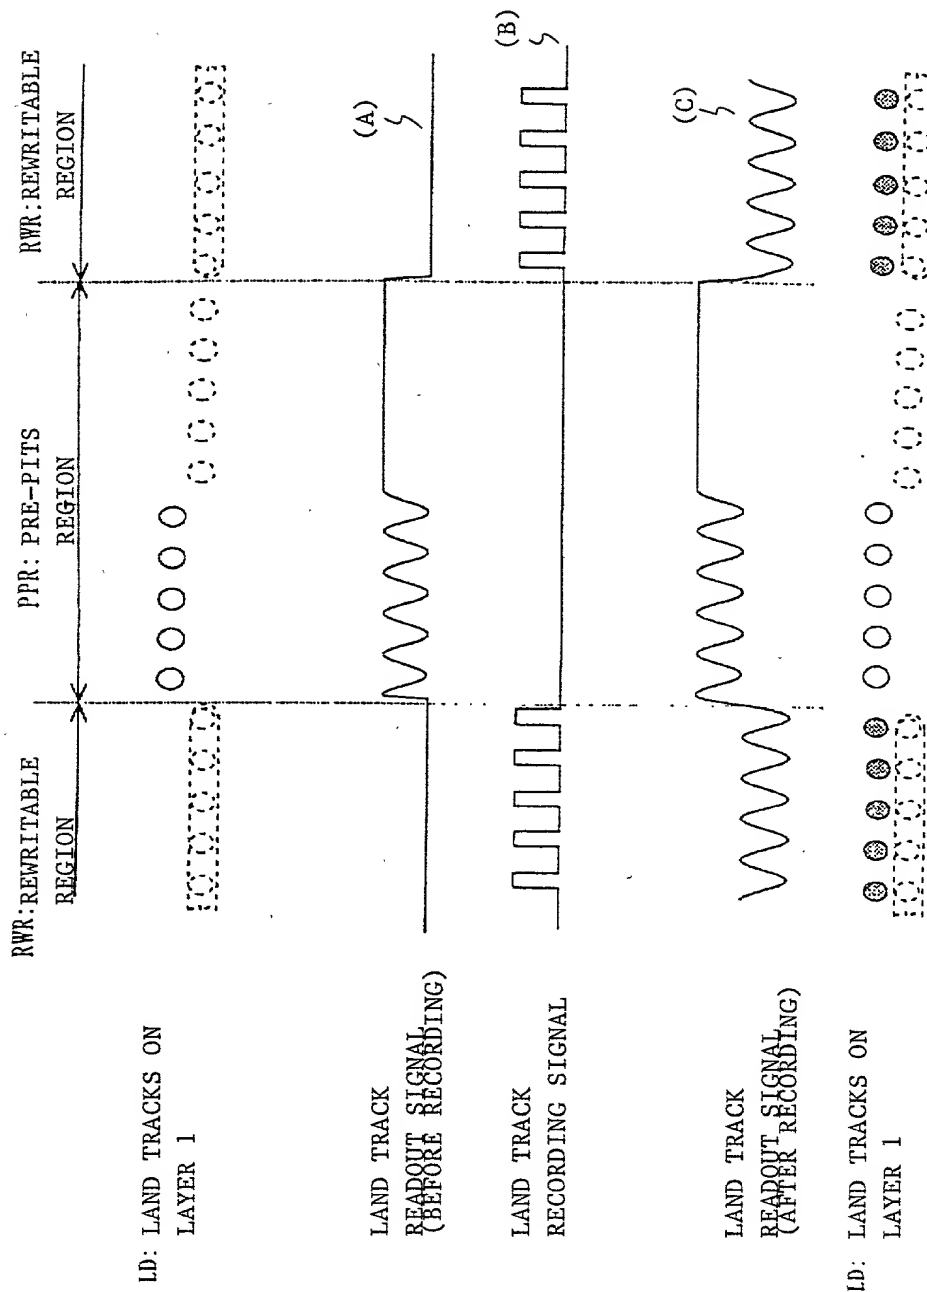 RWR:REWRITABLE
REGION
PPR: PRE-PITS
REGION
RWR:REWRITABLE
REGION
LD: LAND TRACKS ON
LAYER 1
LAND TRACK
READOUT SIGNAL
(BEFORE RECORDING)
(A)
LAND TRACK
RECORDING SIGNAL
(B)
LAND TRACK
READOUT SIGNAL
(AFTER RECORDING)
(C)
LD: LAND TRACKS ON
LAYER 1